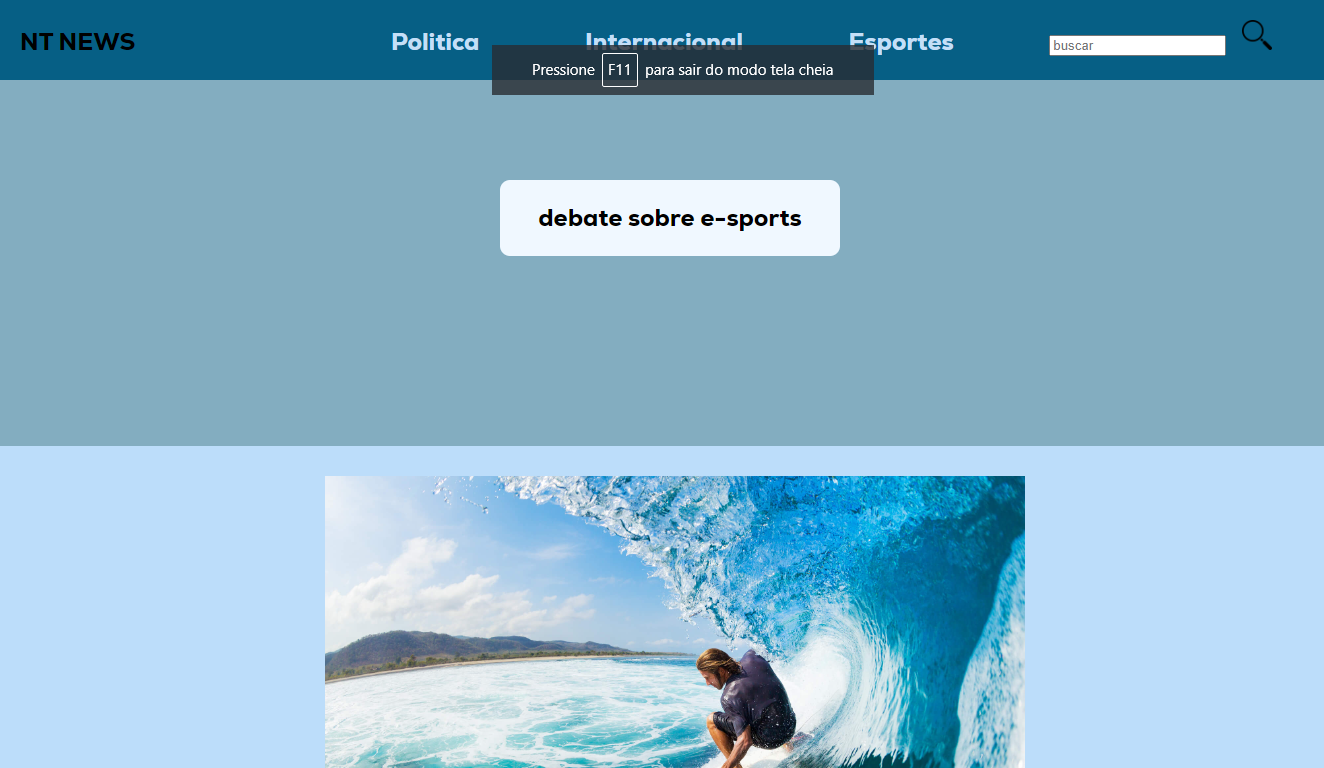 NT NEWS Politica Internacional Esportes buscar
Pressione F11 para sair do modo tela cheia
debate sobre e-sports